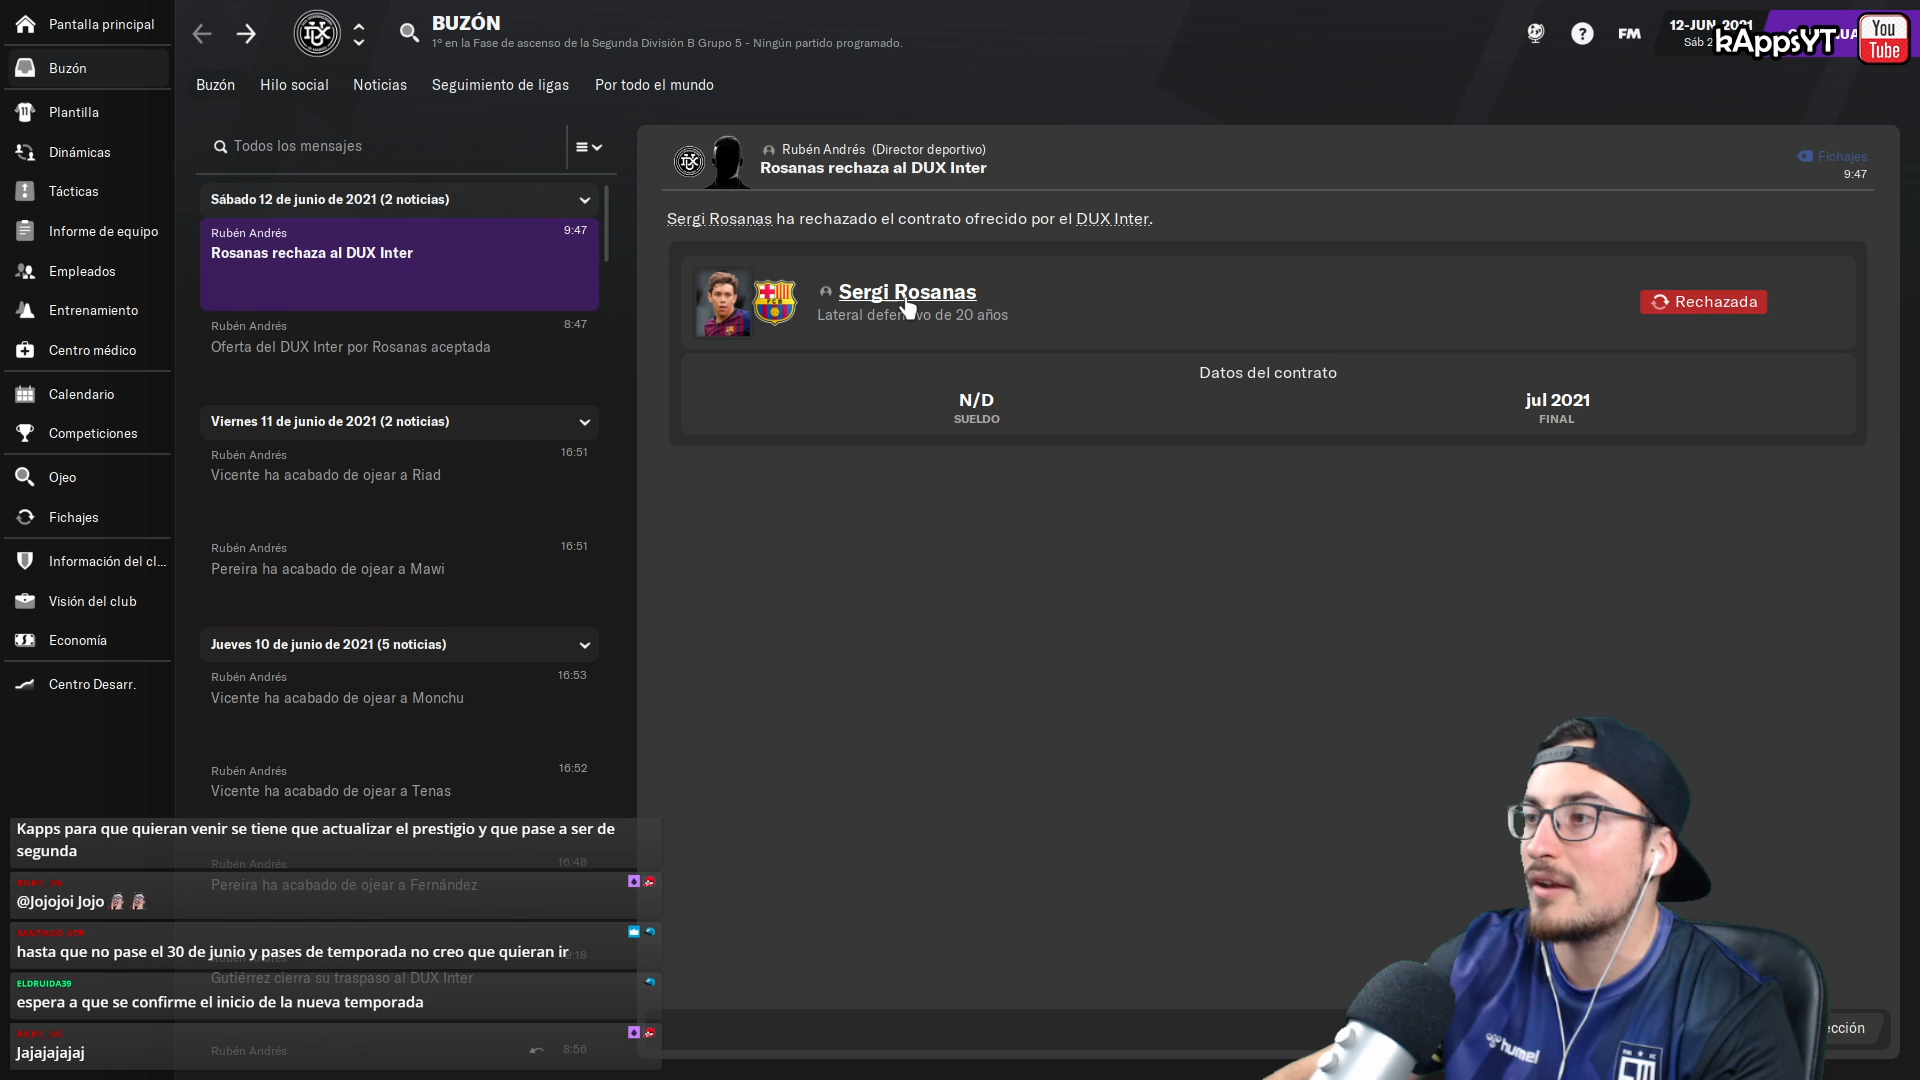 Pantalla principal
Buzón
Plantilla
Dinámicas
Tácticas
Informe de equipo
Empleados
Entrenamiento
Centro médico
Calendario
Competiciones
Ojeo
Fichajes
Información del cl...
Visión del club
Economía
Centro Desarr.
BUZÓN
1º en la Fase de ascenso de la Segunda División B Grupo 5 - Ningún partido programado.
FM
12-JUN. 2021
Sáb
kAppsYT
You
Tube
Buzón
Hilo social
Noticias
Seguimiento de ligas
Por todo el mundo
Todos los mensajes
Sábado 12 de junio de 2021 (2 noticias)
Rubén Andrés 9:47
Rosanas rechaza al DUX Inter
Rubén Andrés 8:47
Oferta del DUX Inter por Rosanas aceptada
Viernes 11 de junio de 2021 (2 noticias)
Rubén Andrés 16:51
Vicente ha acabado de ojear a Riad
Rubén Andrés 16:51
Pereira ha acabado de ojear a Mawi
Jueves 10 de junio de 2021 (5 noticias)
Rubén Andrés 16:53
Vicente ha acabado de ojear a Monchu
Rubén Andrés 16:52
Vicente ha acabado de ojear a Tenas
Rubén Andrés 16:48
Pereira ha acabado de ojear a Fernández
Gutiérrez cierra su traspaso al DUX Inter
Rubén Andrés 8:56
Rubén Andrés (Director deportivo)
Rosanas rechaza al DUX Inter
Fichajes
9:47
Sergi Rosanas ha rechazado el contrato ofrecido por el DUX Inter.
Sergi Rosanas
Lateral defensivo de 20 años
Rechazada
Datos del contrato
N/D
SUELDO
jul 2021
FINAL
Kapps para que quieran venir se tiene que actualizar el prestigio y que pase a ser de
segunda
@Jojojoi Jojo
hasta que no pase el 30 de junio y pases de temporada no creo que quieran ir
ELDRUIDA39
espera a que se confirme el inicio de la nueva temporada
Jajajajajaj
ección
hummel